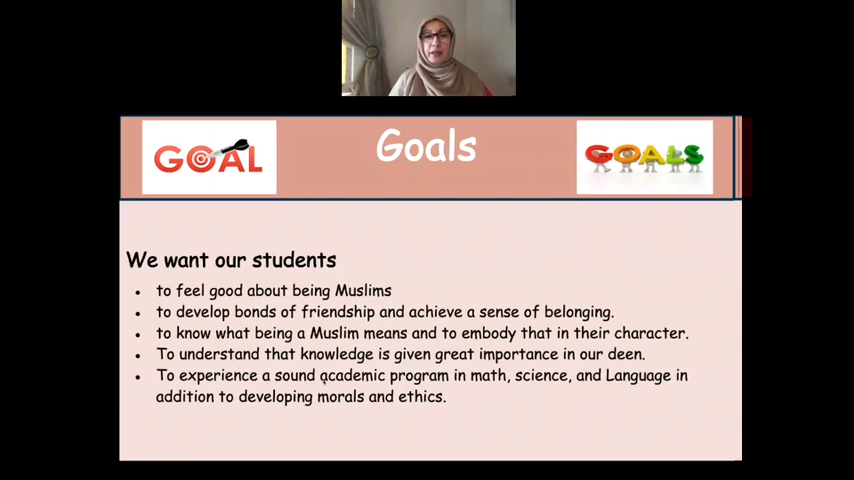 GOAL
Goals
GOALS
We want our students
to feel good about being Muslims
to develop bonds of friendship and achieve a sense of belonging.
to know what being a Muslim means and to embody that in their character.
To understand that knowledge is given great importance in our deen.
To experience a sound academic program in math, science, and Language in
addition to developing morals and ethics.